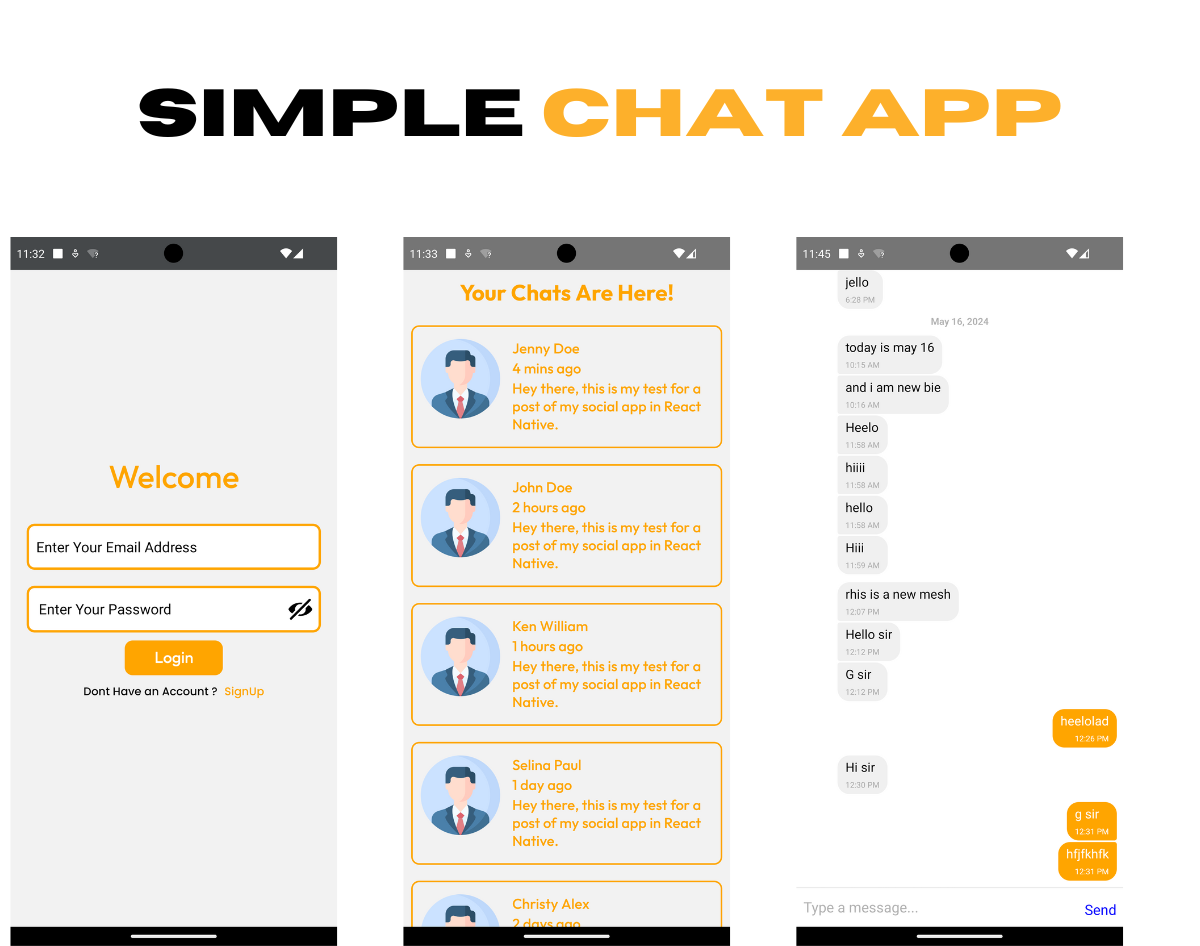 SIMPLE CHAT APP
11:32
Welcome
Enter Your Email Address
Enter Your Password
Login
Dont Have an Account ? SignUp
11:33
Your Chats Are Here!
Jenny Doe
4 mins ago
Hey there, this is my test for a
post of my social app in React
Native.
John Doe
2 hours ago
Hey there, this is my test for a
post of my social app in React
Native.
Ken William
1 hours ago
Hey there, this is my test for a
post of my social app in React
Native.
Selina Paul
1 day ago
Hey there, this is my test for a
post of my social app in React
Native.
Christy Alex
2 days ago
11:45
jello
6:28 PM
May 16, 2024
today is may 16
10:15 AM
and i am new bie
10:16 AM
Heelo
11:58 AM
hiiii
11:58 AM
hello
11:58 AM
Hiii
11:59 AM
rhis is a new mesh
12:07 PM
Hello sir
12:12 PM
G sir
12:12 PM
heelolad
12:26 PM
Hi sir
12:30 PM
g sir
12:31 PM
hfjfkhfk
12:31 PM
Type a message...
Send